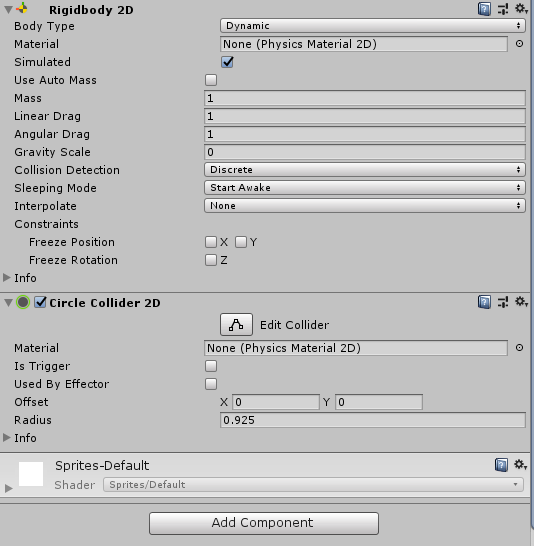 Rigidbody 2D
Body Type Dynamic
Material None (Physics Material 2D)
Simulated
Use Auto Mass
Mass 1
Linear Drag 1
Angular Drag 1
Gravity Scale 0
Collision Detection Discrete
Sleeping Mode Start Awake
Interpolate None
Constraints
Freeze Position X Y
Freeze Rotation Z
Info
Circle Collider 2D
Edit Collider
Material None (Physics Material 2D)
Is Trigger
Used By Effector
Offset X 0 Y 0
Radius 0.925
Info
Sprites-Default
Shader Sprites/Default
Add Component